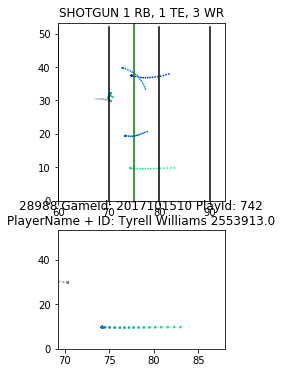 SHOTGUN 1 RB, 1 TE, 3 WR
50
40
30
20
10
0
60 70 80 90
28988 GameId: 2017101510 PlayId: 742
PlayerName + ID: Tyrell Williams 2553913.0
40
20
0
70 75 80 85